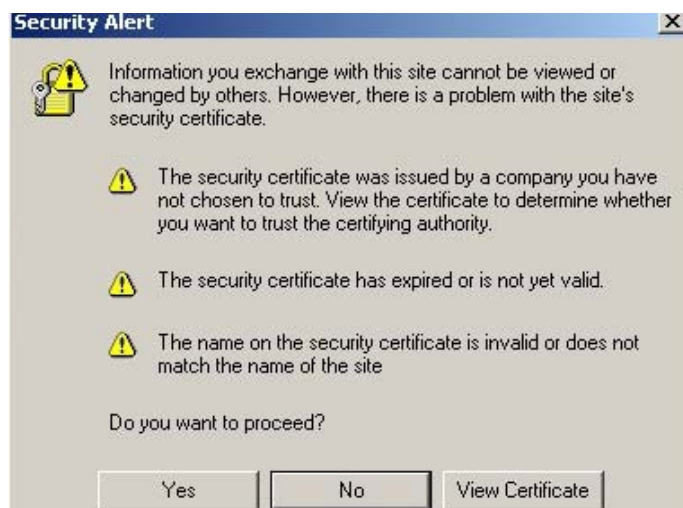 Security Alert
Information you exchange with this site cannot be viewed or
changed by others. However, there is a problem with the site's
security certificate.
The security certificate was issued by a company you have
not chosen to trust. View the certificate to determine whether
you want to trust the certifying authority.
The security certificate has expired or is not yet valid.
The name on the security certificate is invalid or does not
match the name of the site
Do you want to proceed?
Yes No View Certificate